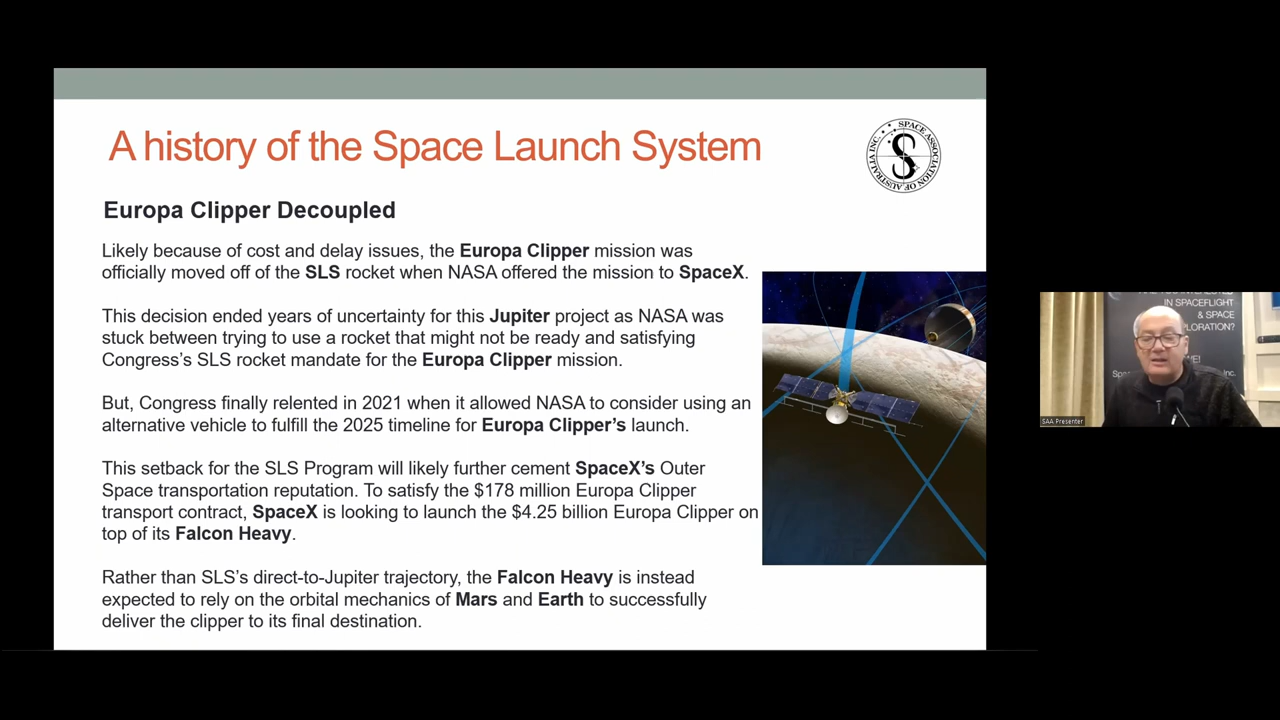 A history of the Space Launch System
SPACE ASSOCIATION OF AUSTRALIA INC.
S
Europa Clipper Decoupled
Likely because of cost and delay issues, the Europa Clipper mission was
officially moved off of the SLS rocket when NASA offered the mission to SpaceX.
This decision ended years of uncertainty for this Jupiter project as NASA was
stuck between trying to use a rocket that might not be ready and satisfying
Congress’s SLS rocket mandate for the Europa Clipper mission.
But, Congress finally relented in 2021 when it allowed NASA to consider using an
alternative vehicle to fulfill the 2025 timeline for Europa Clipper’s launch.
This setback for the SLS Program will likely further cement SpaceX’s Outer
Space transportation reputation. To satisfy the $178 million Europa Clipper
transport contract, SpaceX is looking to launch the $4.25 billion Europa Clipper on
top of its Falcon Heavy.
Rather than SLS’s direct-to-Jupiter trajectory, the Falcon Heavy is instead
expected to rely on the orbital mechanics of Mars and Earth to successfully
deliver the clipper to its final destination.
IN SPACEFLIGHT
& SPACE
LORATION?
VE!
Spac
Inc.
SAA Presenter